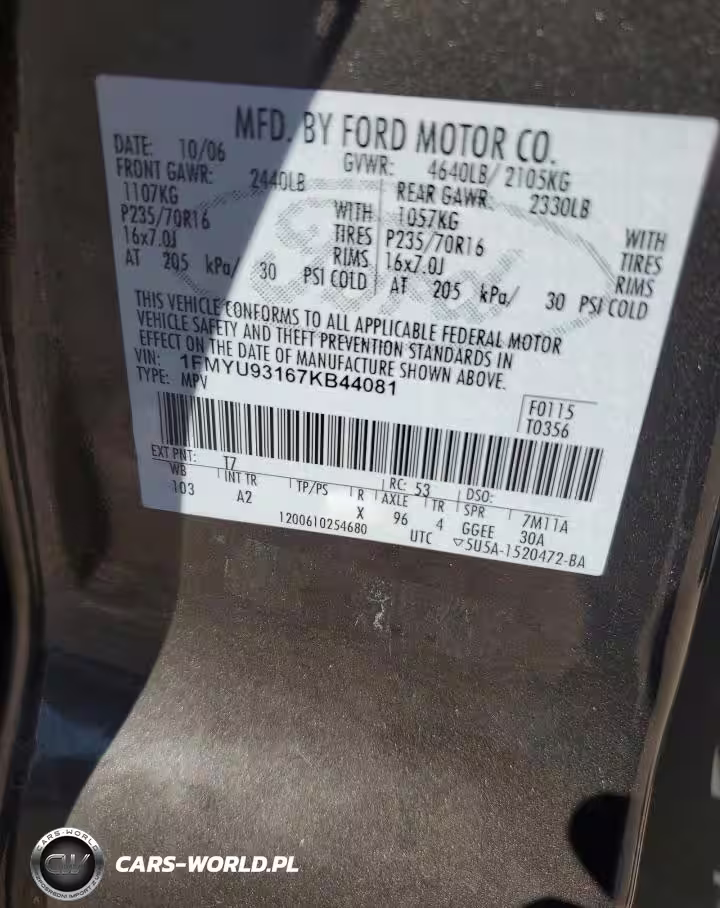 MFD. BY FORD MOTOR CO.
DATE: 10/06 GVWR: 4640LB/ 2105KG
FRONT GAWR: 2440LB REAR GAWR: 2330LB
1107KG WITH 1057KG WITH
P235/70R16 TIRES P235/70R16 TIRES
16x7.0J RIMS 16x7.0J RIMS
AT 205 kPa/ 30 PSI COLD AT 205 kPa/ 30 PSI COLD
THIS VEHICLE CONFORMS TO ALL APPLICABLE FEDERAL MOTOR
VEHICLE SAFETY AND THEFT PREVENTION STANDARDS IN
EFFECT ON THE DATE OF MANUFACTURE SHOWN ABOVE.
VIN: 1FMYU93167KB44081
TYPE: MPV
F0115
T0356
EXT PNT: T7 RC: 53 DSO:
WB INT TR TP/PS R AXLE TR SPR 7M11A
103 A2 X 96 4 GGEE 30A
1200610254680 UTC ▽5U5A-1520472-BA
Ford
CARS-WORLD
CW
CARS-WORLD.PL